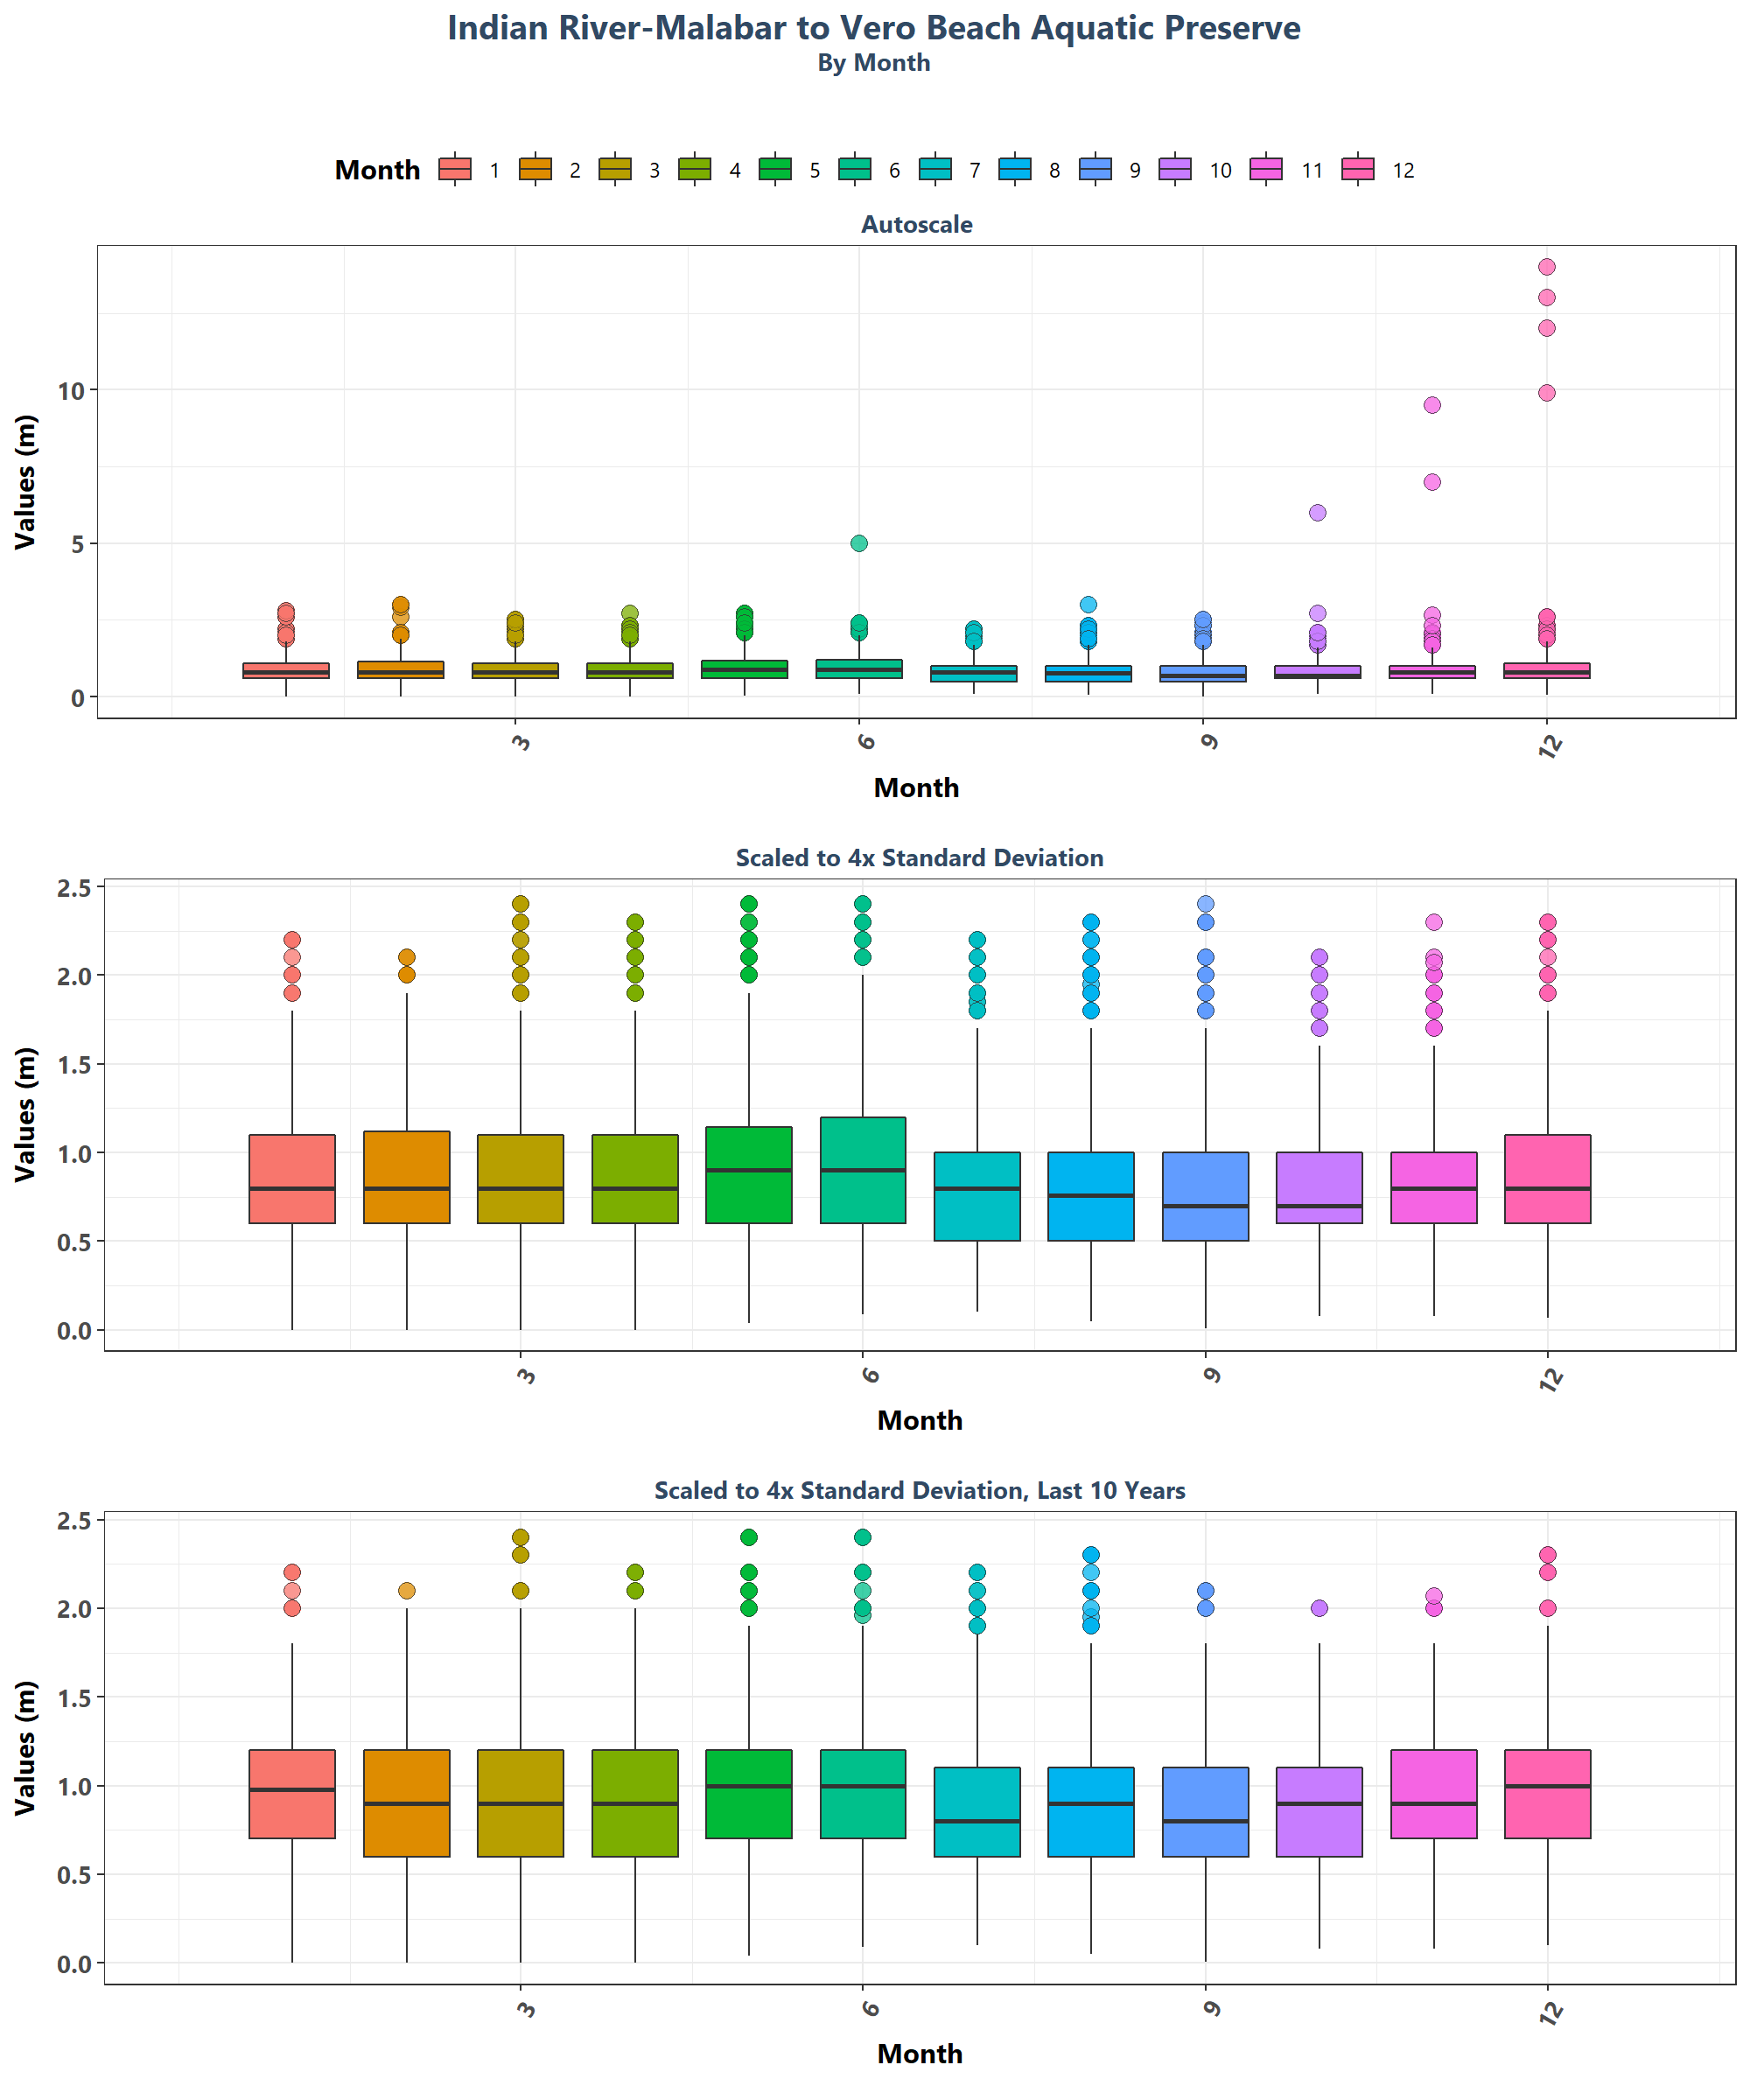 Indian River-Malabar to Vero Beach Aquatic Preserve
By Month
Month 1 2 3 4 5 6 7 8 9 10 11 12
Autoscale
Values (m)
10
5
0
3 6 9 12
Month
Scaled to 4x Standard Deviation
Values (m)
2.5
2.0
1.5
1.0
0.5
0.0
3 6 9 12
Month
Scaled to 4x Standard Deviation, Last 10 Years
Values (m)
2.5
2.0
1.5
1.0
0.5
0.0
3 6 9 12
Month